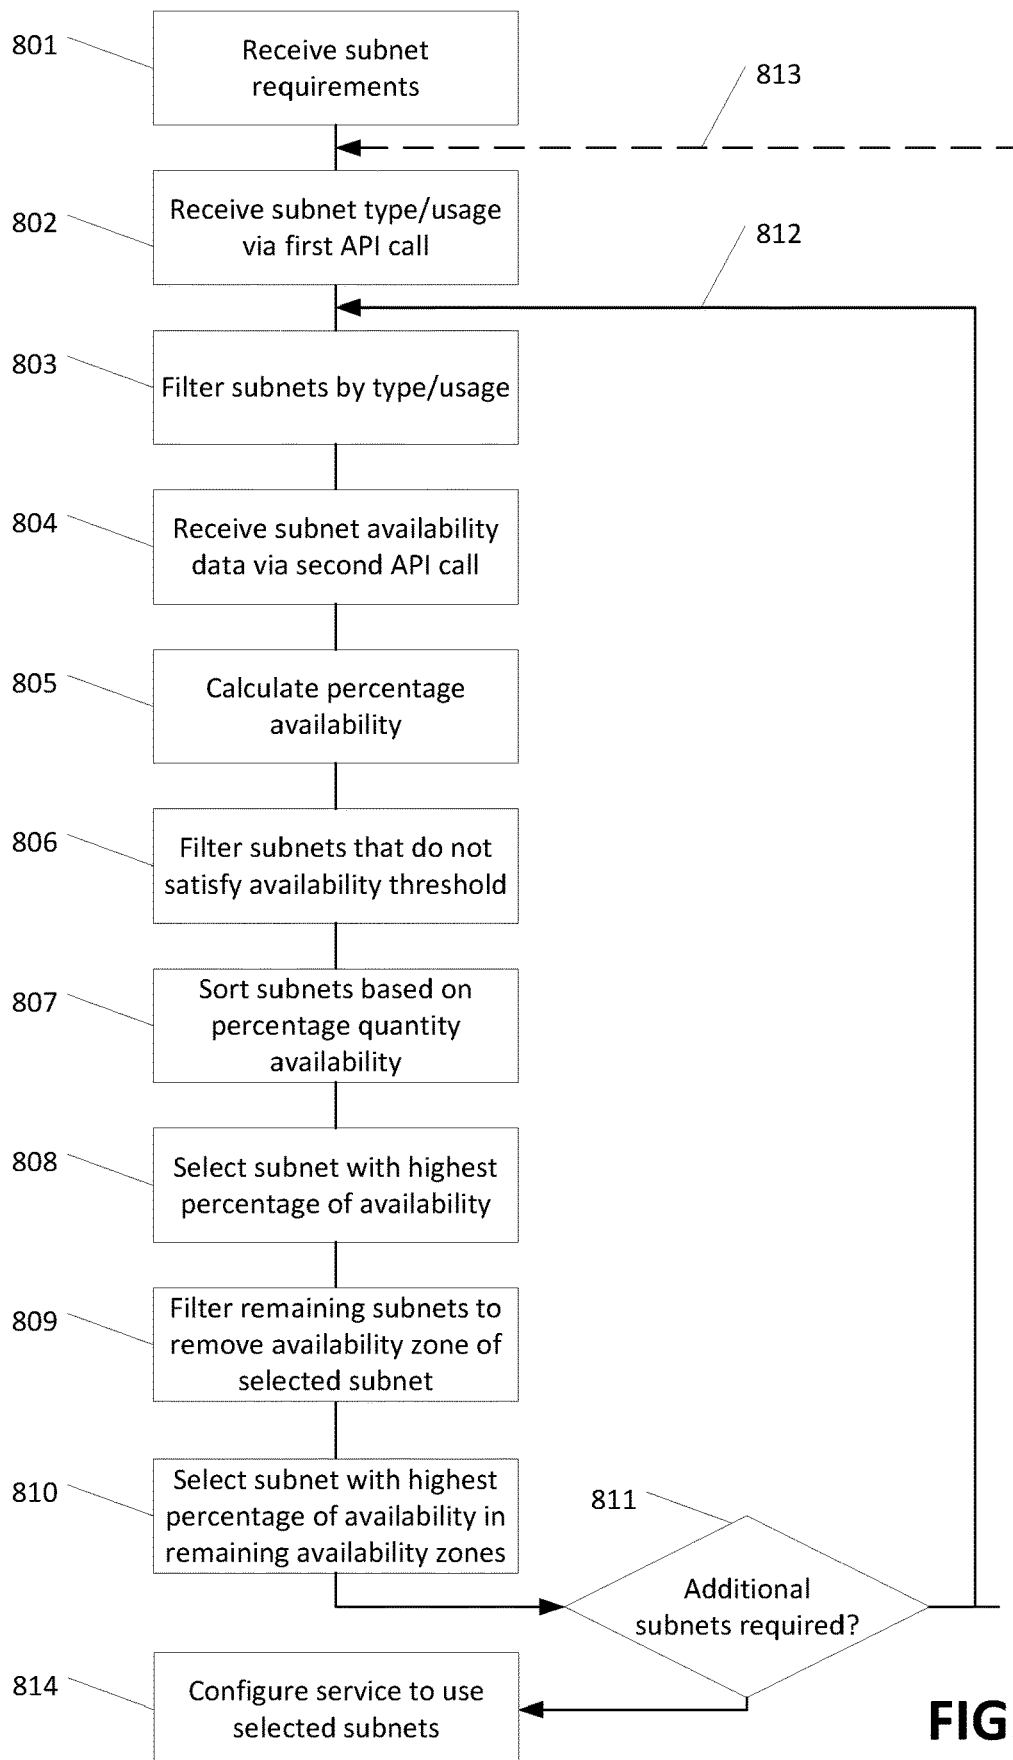 801
Receive subnet
requirements
813
802
Receive subnet type/usage
via first API call
812
803
Filter subnets by type/usage
804
Receive subnet availability
data via second API call
805
Calculate percentage
availability
806
Filter subnets that do not
satisfy availability threshold
807
Sort subnets based on
percentage quantity
availability
808
Select subnet with highest
percentage of availability
809
Filter remaining subnets to
remove availability zone of
selected subnet
810
Select subnet with highest
percentage of availability in
remaining availability zones
811
Additional
subnets required?
814
Configure service to use
selected subnets
FIG